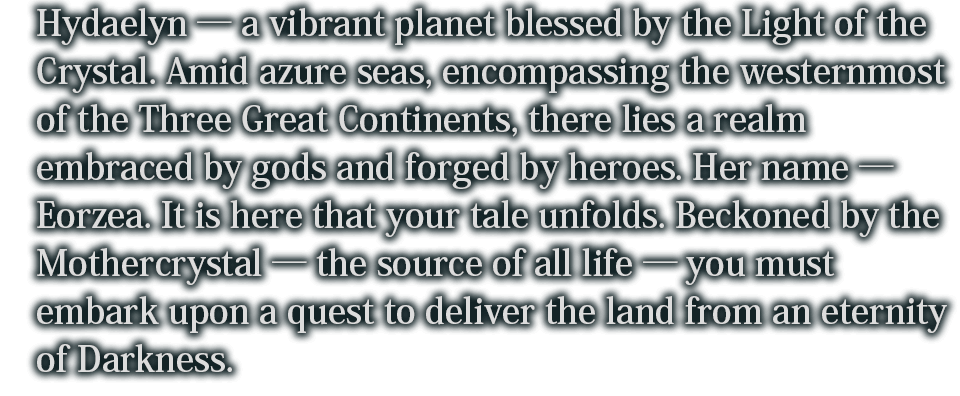 Hydaelyn — a vibrant planet blessed by the Light of the
Crystal. Amid azure seas, encompassing the westernmost
of the Three Great Continents, there lies a realm
embraced by gods and forged by heroes. Her name —
Eorzea. It is here that your tale unfolds. Beckoned by the
Mothercrystal — the source of all life — you must
embark upon a quest to deliver the land from an eternity
of Darkness.